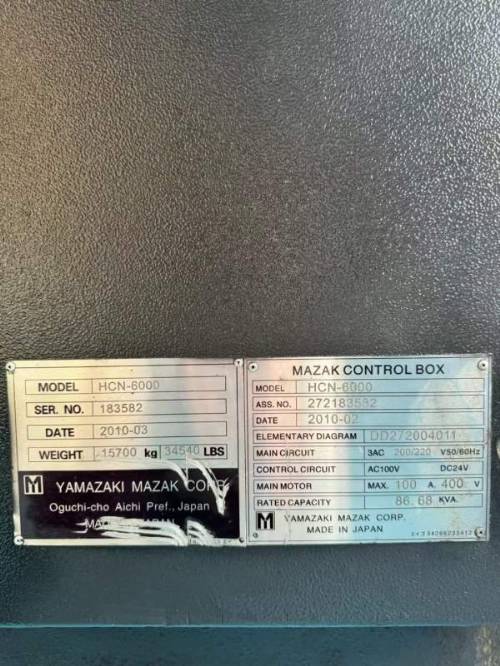 MODEL HCN-6000
SER. NO. 183582
DATE 2010-03
WEIGHT 15700 kg 34540 LBS
YAMAZAKI MAZAK CORP.
Oguchi-cho Aichi Pref., Japan
MADE IN JAPAN
MAZAK CONTROL BOX
MODEL HCN-6000
ASS. NO. 272183582
DATE 2010-02
ELEMENTARY DIAGRAM DD272004011
MAIN CIRCUIT 3AC 200/220 V50/60Hz
CONTROL CIRCUIT AC100V DC24V
MAIN MOTOR MAX. 100 A. 400 V
RATED CAPACITY 86.68 KVA.
YAMAZAKI MAZAK CORP.
MADE IN JAPAN